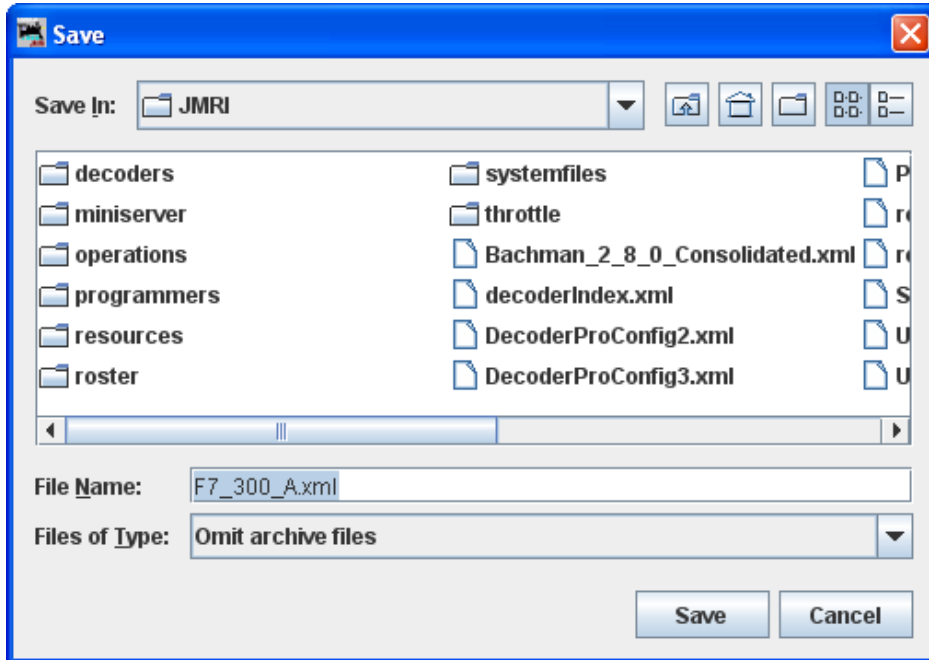 Save
Save In: JMRI
decoders
miniserver
operations
programmers
resources
roster
systemfiles
throttle
Bachman_2_8_0_Consolidated.xml
decoderIndex.xml
DecoderProConfig2.xml
DecoderProConfig3.xml
File Name: F7_300_A.xml
Files of Type: Omit archive files
Save Cancel